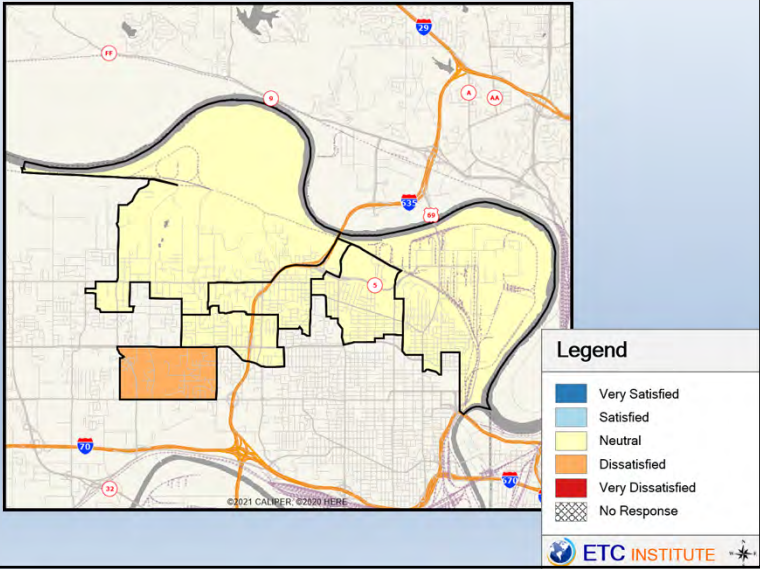 29
FF
9
A
AA
635
69
5
70
32
670
©2021 CALIPER; ©2020 HERE
Legend
Very Satisfied
Satisfied
Neutral
Dissatisfied
Very Dissatisfied
No Response
ETC INSTITUTE